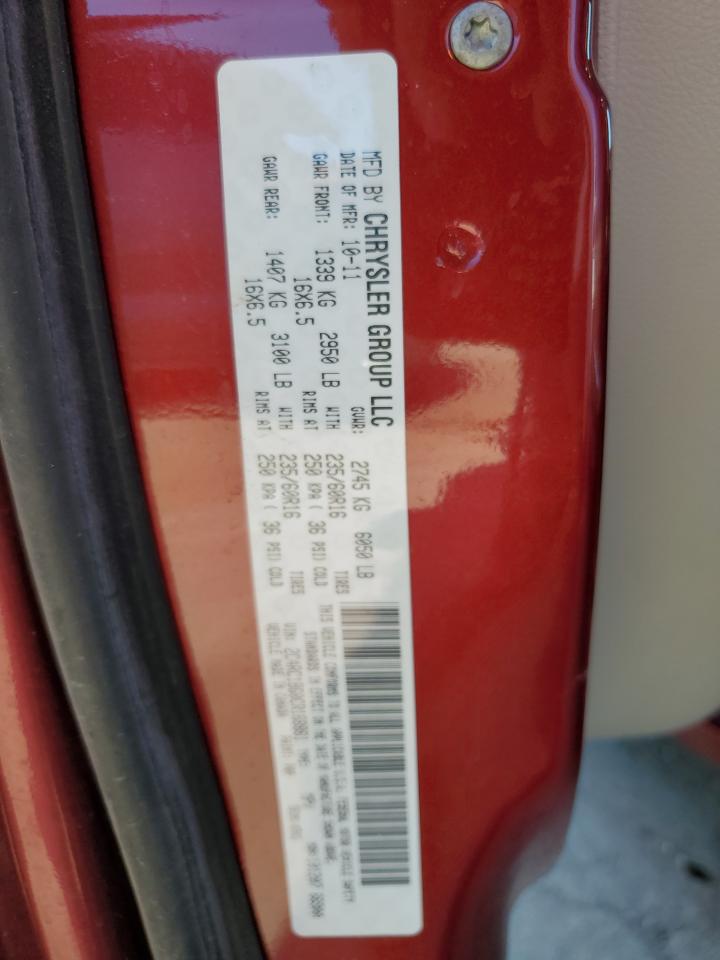 MFD BY CHRYSLER GROUP LLC
DATE OF MFR: 10-11 GVWR: 2745 KG 6050 LB
GAWR FRONT: 1339 KG 2950 LB WITH 235/60R16 TIRES
16X6.5 RIMS AT 250 KPA ( 36 PSI) COLD
GAWR REAR: 1407 KG 3100 LB WITH 235/60R16 TIRES
16X6.5 RIMS AT 250 KPA ( 36 PSI) COLD
THIS VEHICLE CONFORMS TO ALL APPLICABLE U.S.A. FEDERAL MOTOR VEHICLE SAFETY
STANDARDS IN EFFECT ON THE DATE OF MANUFACTURE SHOWN ABOVE.
VIN: TYPE: MPV
VEHICLE MADE IN CANADA PAINT: